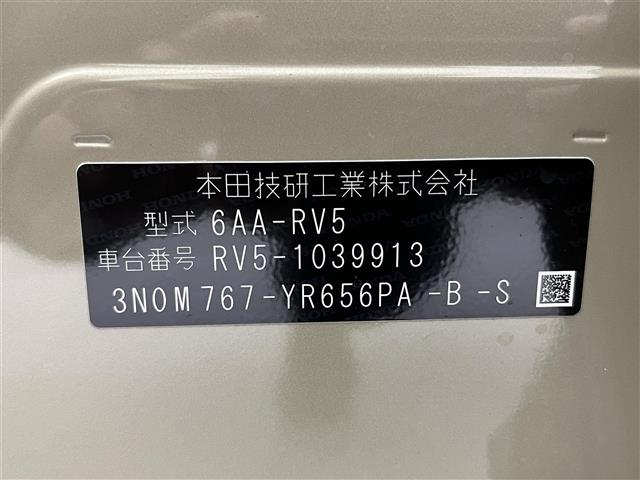 本田技研工業株式会社
型式 6AA-RV5
車台番号 RV5-1039913
3N0M767-YR656PA -B -S